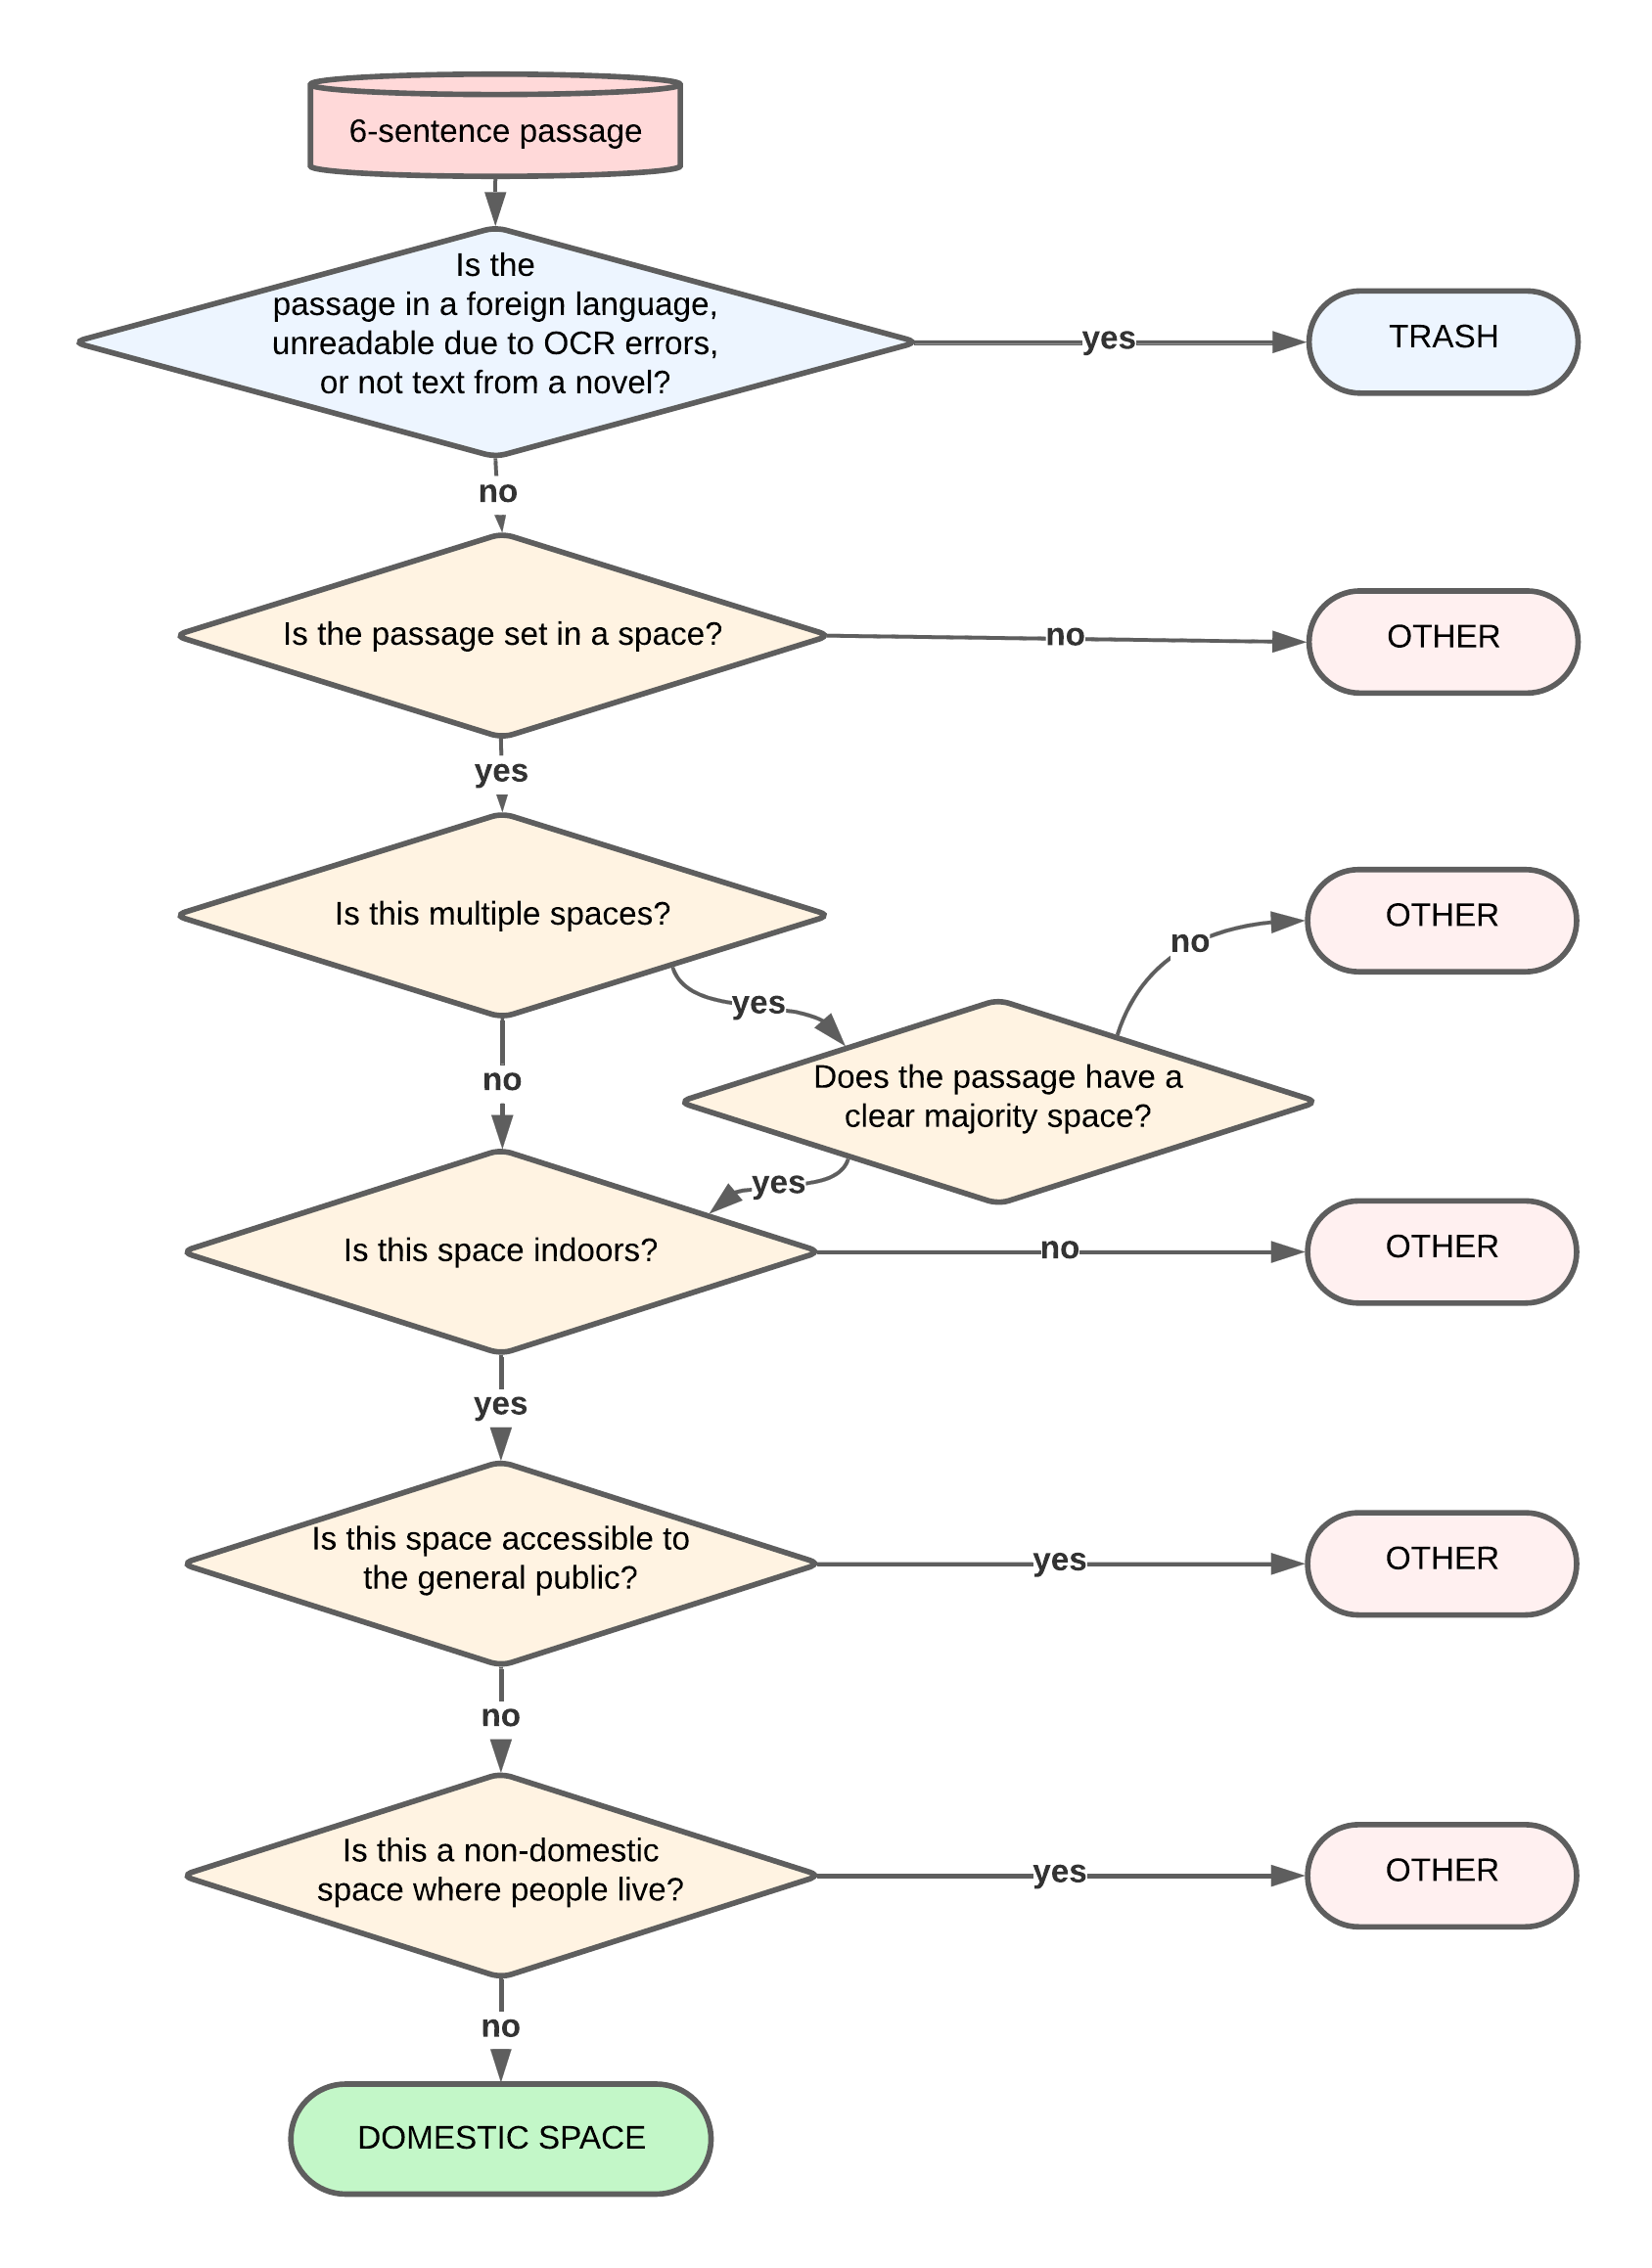 6-sentence passage
Is the
passage in a foreign language,
unreadable due to OCR errors,
or not text from a novel?
yes
TRASH
no
Is the passage set in a space?
no
OTHER
yes
Is this multiple spaces?
OTHER
no
yes
Does the passage have a
clear majority space?
no
yes
Is this space indoors?
no
OTHER
yes
Is this space accessible to
the general public?
yes
OTHER
no
Is this a non-domestic
space where people live?
yes
OTHER
no
DOMESTIC SPACE